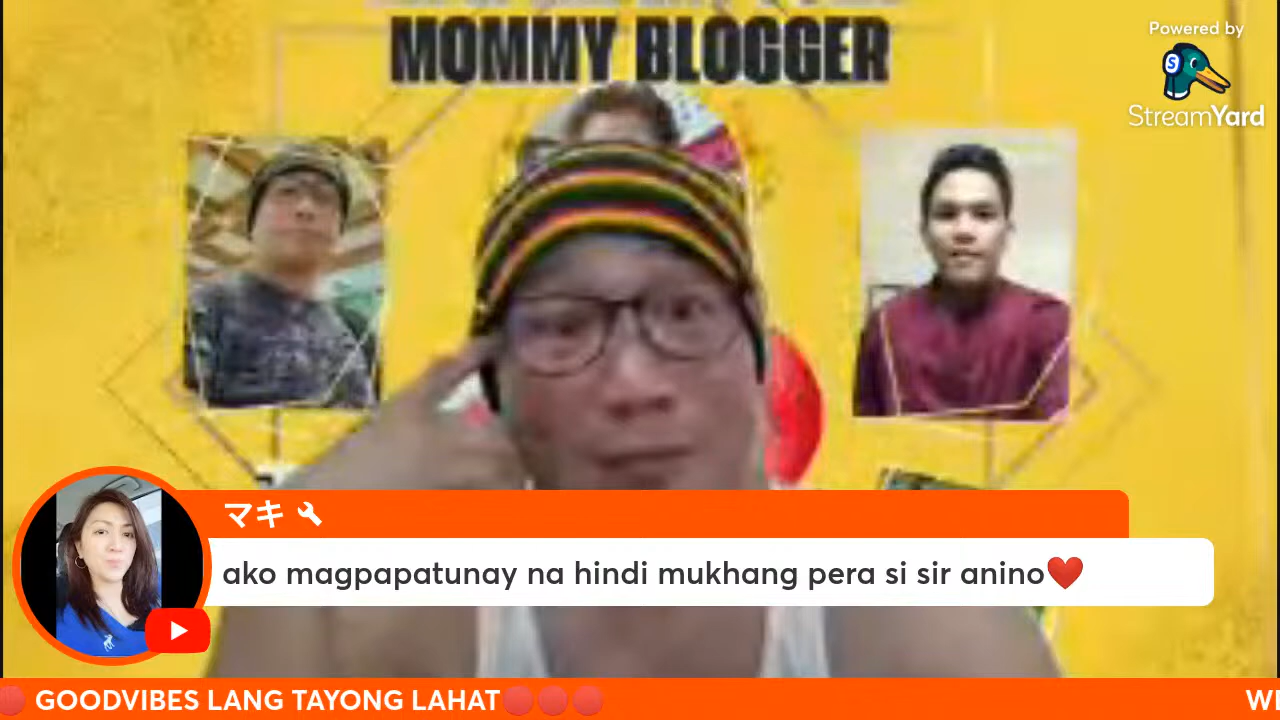 MOMMY BLOGGER
Powered by
S
StreamYard
マキ
ako magpapatunay na hindi mukhang pera si sir anino❤️
🔴 GOODVIBES LANG TAYONG LAHAT🔴🔴🔴